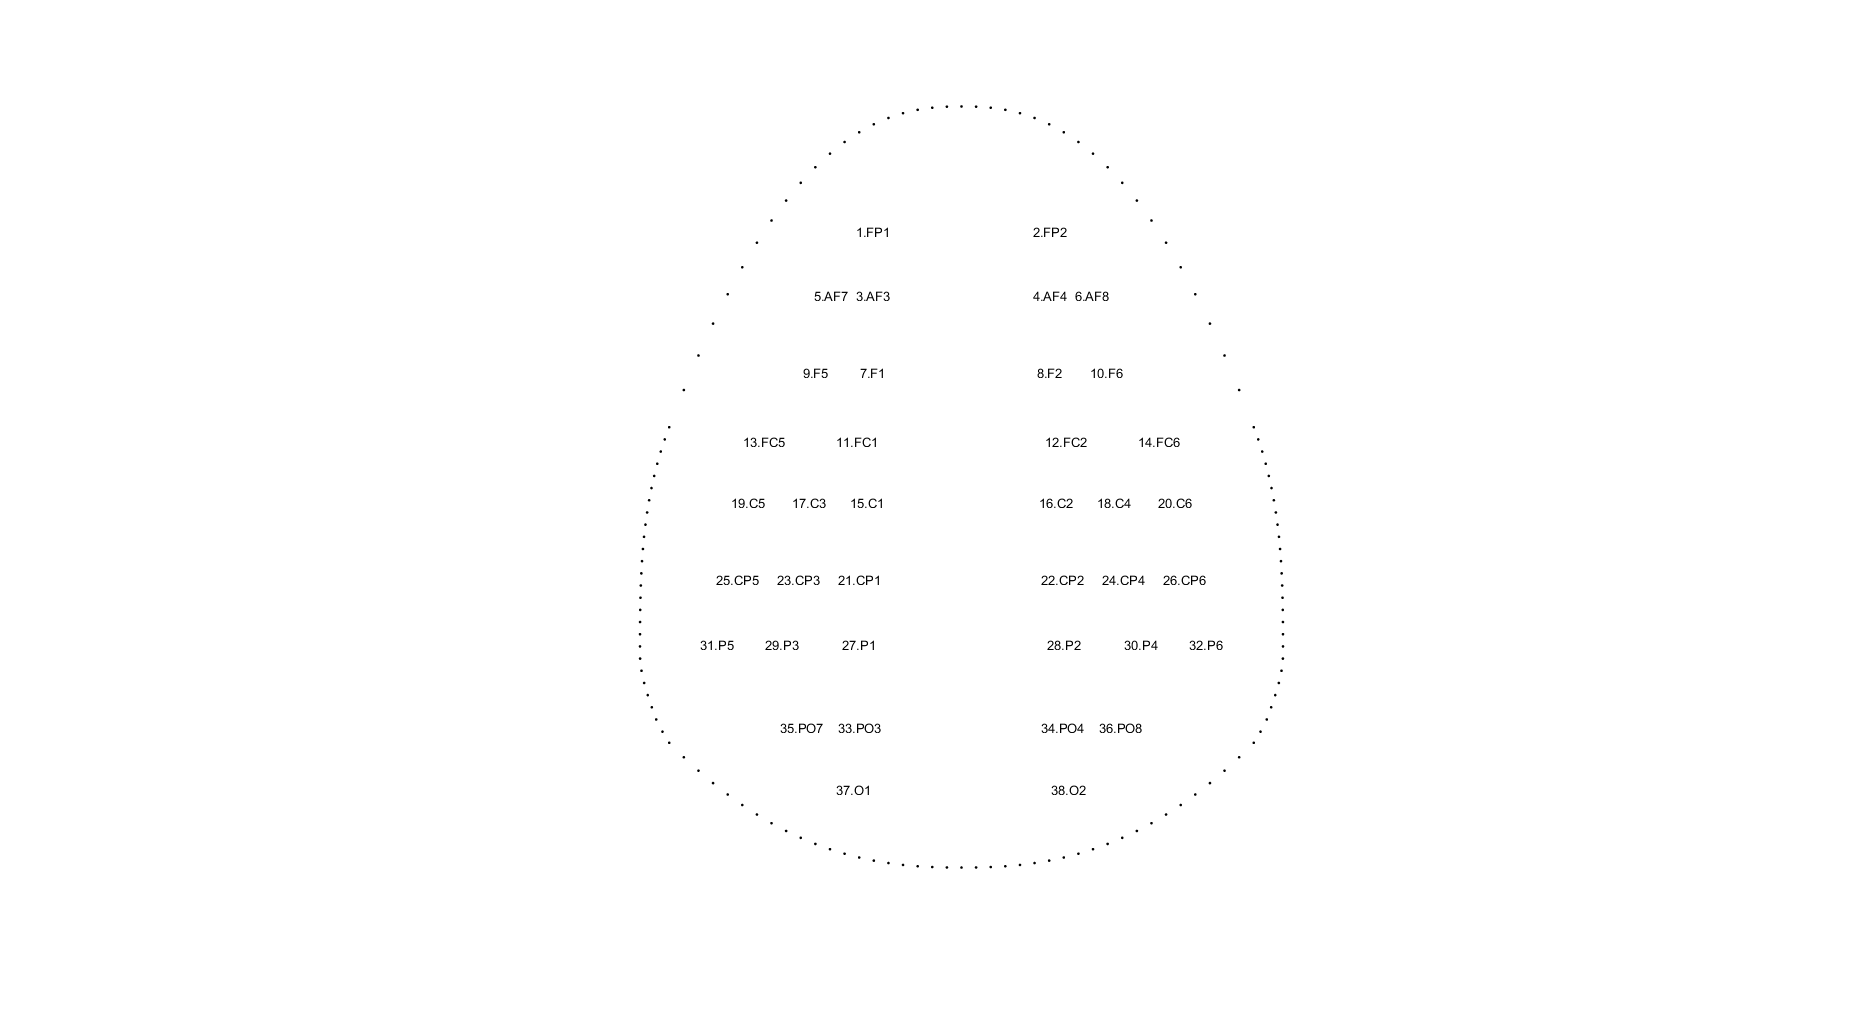 1.FP1 2.FP2
5.AF7 3.AF3 4.AF4 6.AF8
9.F5 7.F1 8.F2 10.F6
13.FC5 11.FC1 12.FC2 14.FC6
19.C5 17.C3 15.C1 16.C2 18.C4 20.C6
25.CP5 23.CP3 21.CP1 22.CP2 24.CP4 26.CP6
31.P5 29.P3 27.P1 28.P2 30.P4 32.P6
35.PO7 33.PO3 34.PO4 36.PO8
37.O1 38.O2